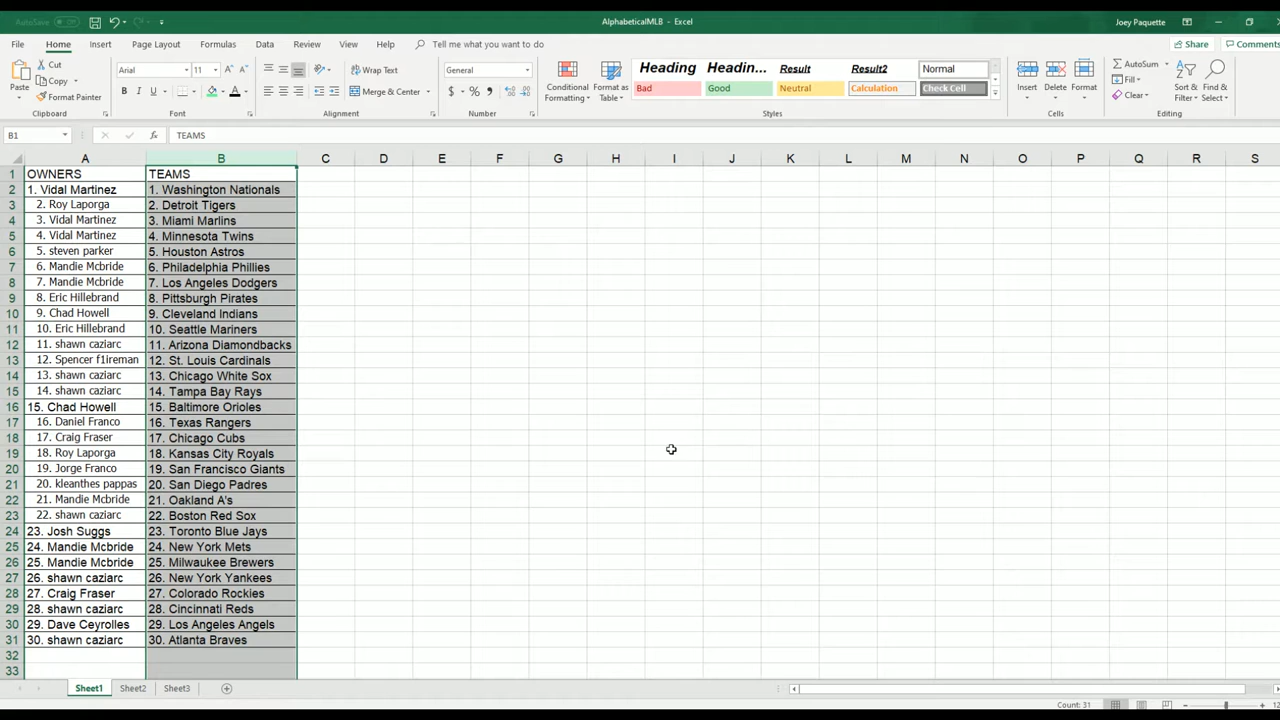 AutoSave Off
AlphabeticalMLB - Excel
Joey Paquette
File Home Insert Page Layout Formulas Data Review View Help Tell me what you want to do Share Comments
Paste
Cut
Copy
Format Painter
Clipboard
Arial 11
B I U
Font
Wrap Text
Merge & Center
Alignment
General
$ % ,
Number
Conditional Formatting
Format as Table
Heading Headin... Result Result2 Normal
Bad Good Neutral Calculation Check Cell
Styles
Insert Delete Format
Cells
AutoSum
Fill
Clear
Sort & Filter
Find & Select
Editing
B1 fx TEAMS
A B C D E F G H I J K L M N O P Q R S
1 OWNERS TEAMS
2 1. Vidal Martinez 1. Washington Nationals
3 2. Roy Laporga 2. Detroit Tigers
4 3. Vidal Martinez 3. Miami Marlins
5 4. Vidal Martinez 4. Minnesota Twins
6 5. steven parker 5. Houston Astros
7 6. Mandie Mcbride 6. Philadelphia Phillies
8 7. Mandie Mcbride 7. Los Angeles Dodgers
9 8. Eric Hillebrand 8. Pittsburgh Pirates
10 9. Chad Howell 9. Cleveland Indians
11 10. Eric Hillebrand 10. Seattle Mariners
12 11. shawn caziarc 11. Arizona Diamondbacks
13 12. Spencer f1ireman 12. St. Louis Cardinals
14 13. shawn caziarc 13. Chicago White Sox
15 14. shawn caziarc 14. Tampa Bay Rays
16 15. Chad Howell 15. Baltimore Orioles
17 16. Daniel Franco 16. Texas Rangers
18 17. Craig Fraser 17. Chicago Cubs
19 18. Roy Laporga 18. Kansas City Royals
20 19. Jorge Franco 19. San Francisco Giants
21 20. kleanthes pappas 20. San Diego Padres
22 21. Mandie Mcbride 21. Oakland A's
23 22. shawn caziarc 22. Boston Red Sox
24 23. Josh Suggs 23. Toronto Blue Jays
25 24. Mandie Mcbride 24. New York Mets
26 25. Mandie Mcbride 25. Milwaukee Brewers
27 26. shawn caziarc 26. New York Yankees
28 27. Craig Fraser 27. Colorado Rockies
29 28. shawn caziarc 28. Cincinnati Reds
30 29. Dave Ceyrolles 29. Los Angeles Angels
31 30. shawn caziarc 30. Atlanta Braves
32
33
Sheet1 Sheet2 Sheet3
Count: 31